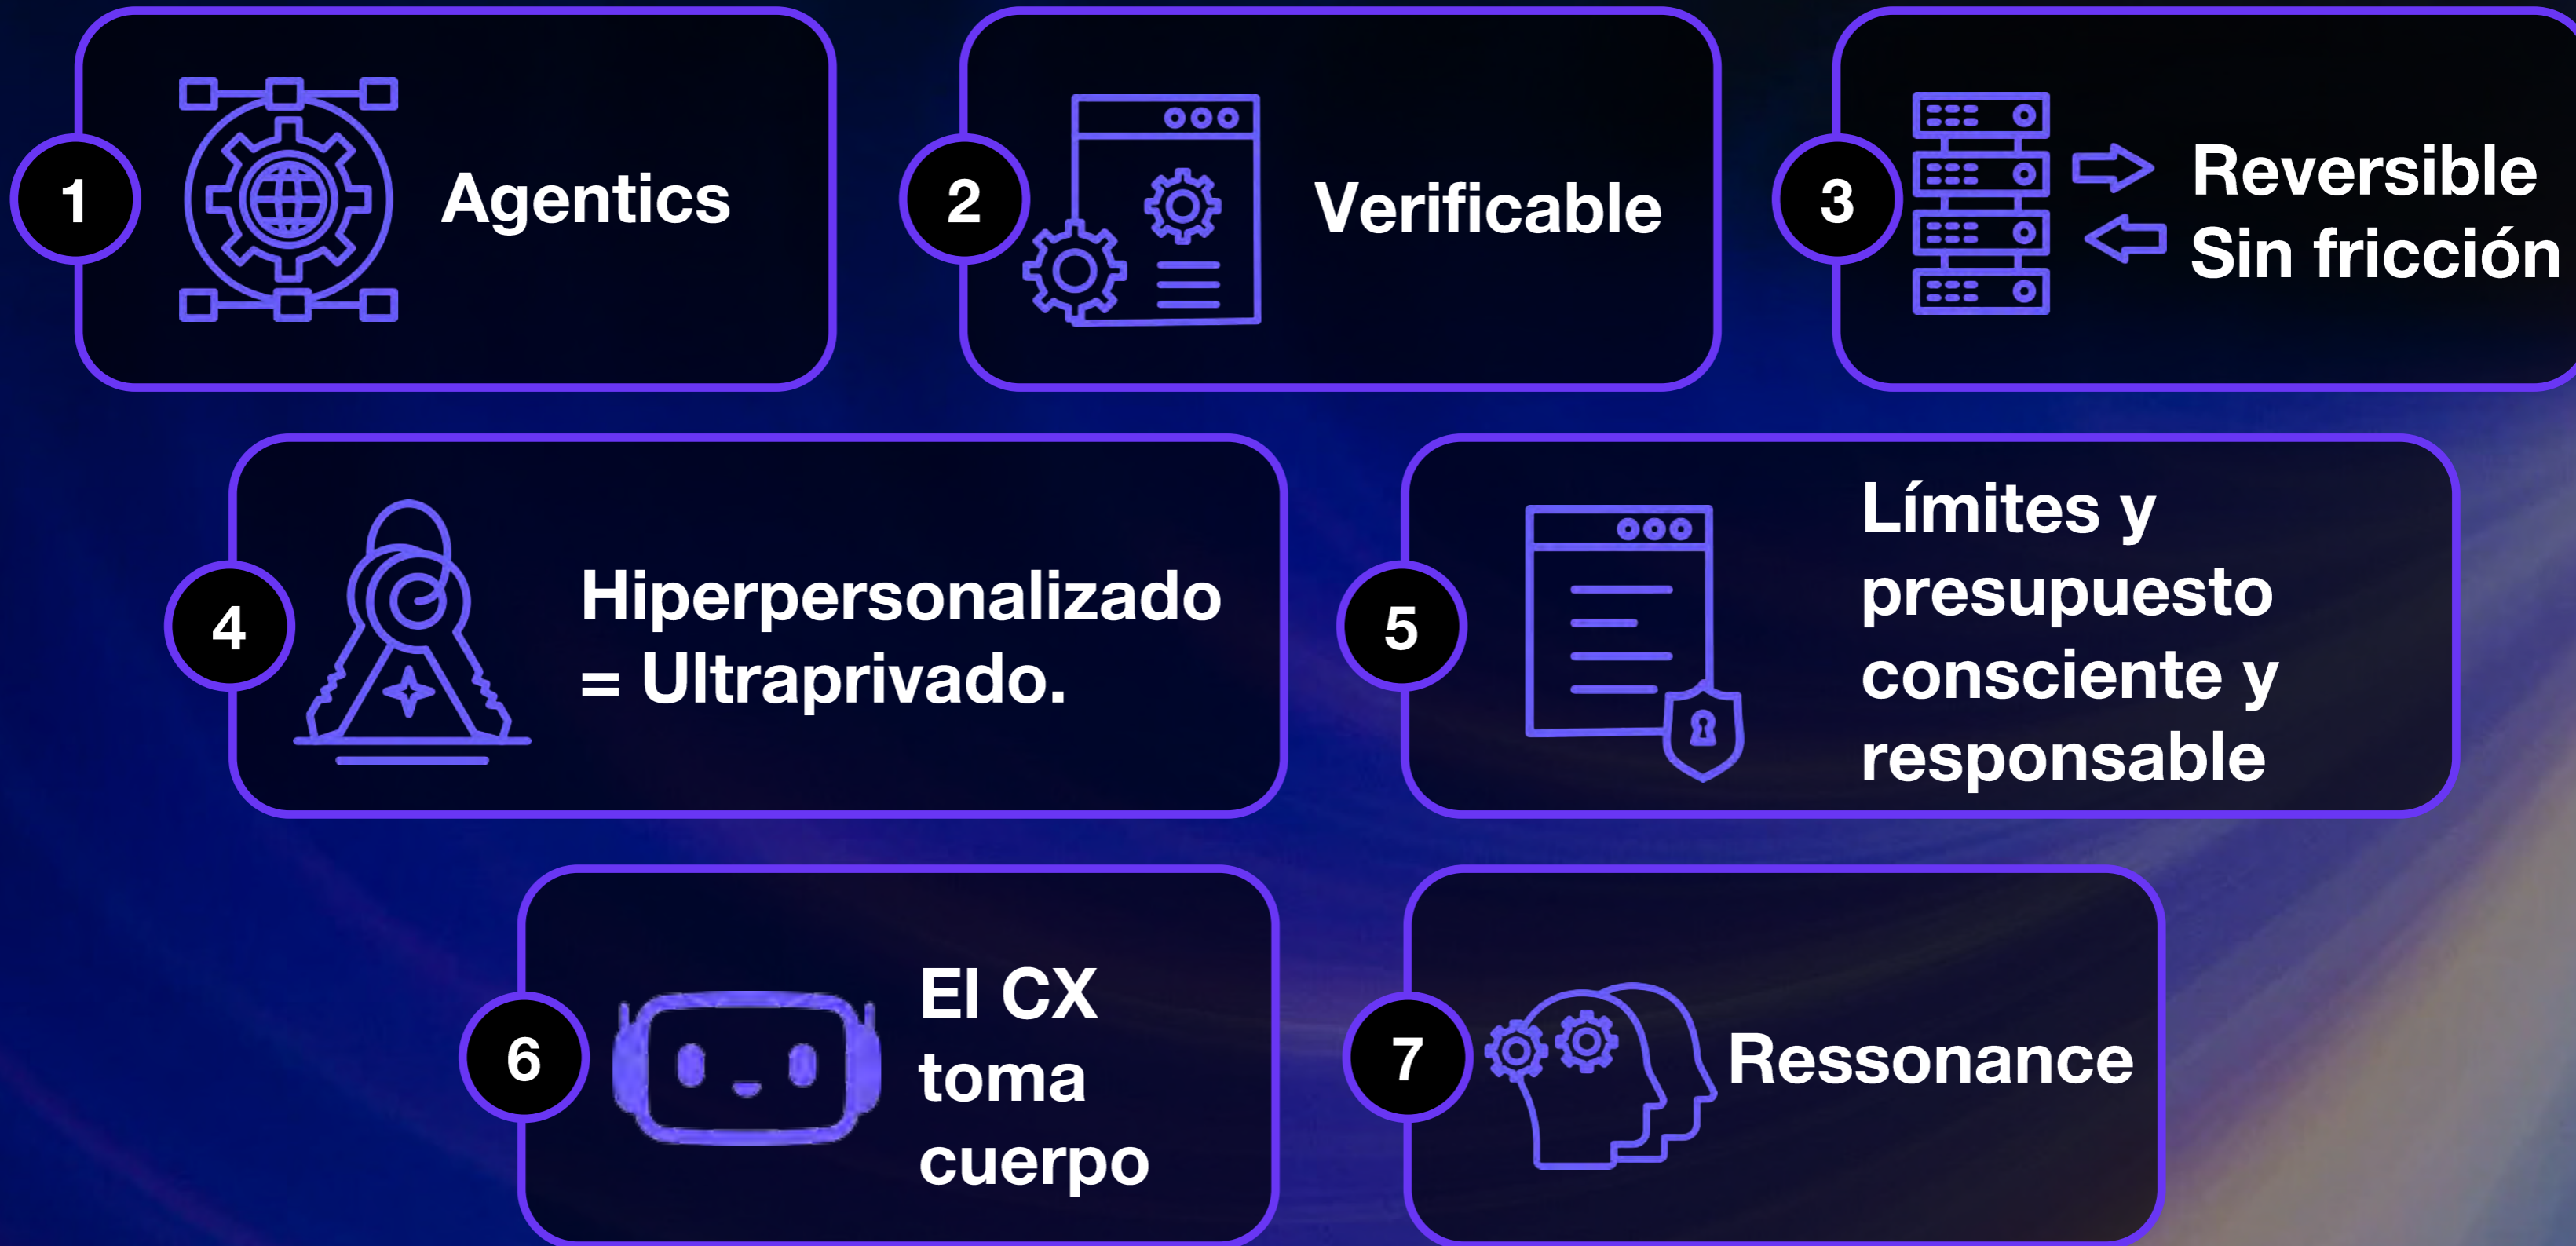 1
Agentics
2
Verificable
3
Reversible
Sin fricción
4
Hiperpersonalizado
= Ultraprivado.
5
Límites y
presupuesto
consciente y
responsable
6
El CX
toma
cuerpo
7
Ressonance